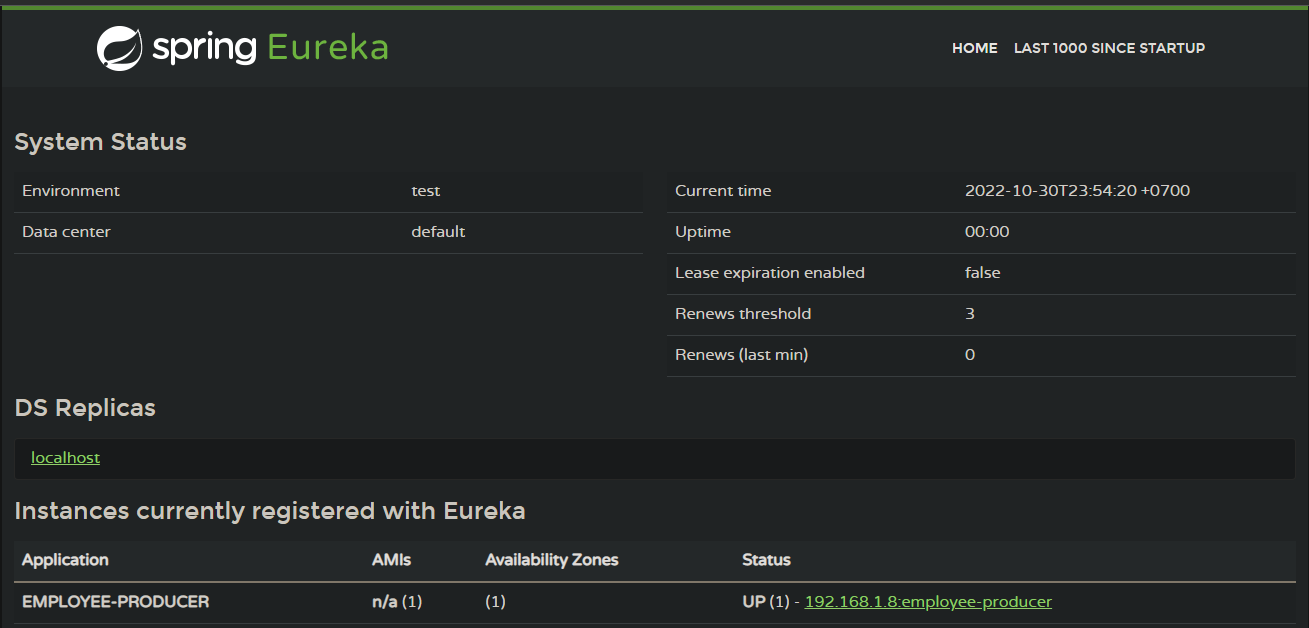 spring Eureka
HOME LAST 1000 SINCE STARTUP
System Status
Environment test
Data center default
Current time 2022-10-30T23:54:20 +0700
Uptime 00:00
Lease expiration enabled false
Renews threshold 3
Renews (last min) 0
DS Replicas
localhost
Instances currently registered with Eureka
Application AMIs Availability Zones Status
EMPLOYEE-PRODUCER n/a (1) (1) UP (1) - 192.168.1.8:employee-producer